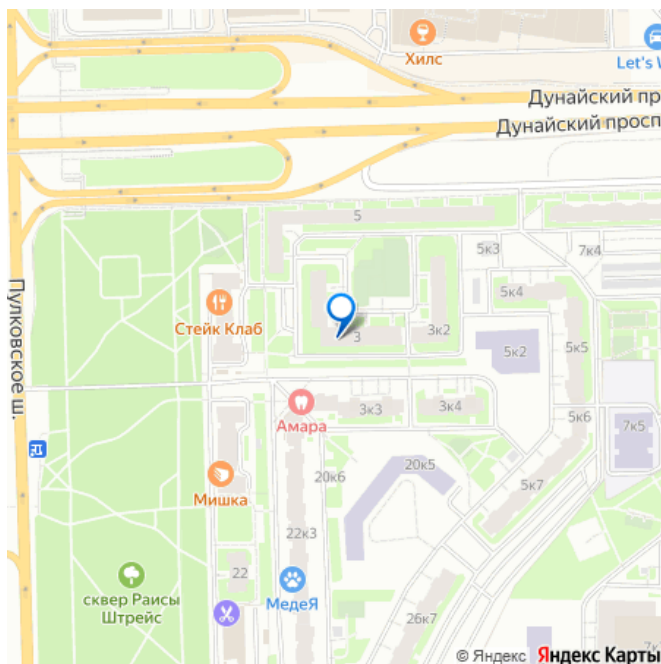 Хилс
Let's W
Дунайский пр
Дунайский просп
5
5к3
7к4
Пулковское ш.
Стейк Клаб
5к4
3
3к2
5к2
5к5
Амара
3к3
3к4
5к6
7к5
20к6
20к5
5к7
Мишка
22к3
22
МедеЯ
сквер Раисы
Штрейс
26к7
7к
© Яндекс Яндекс Карты